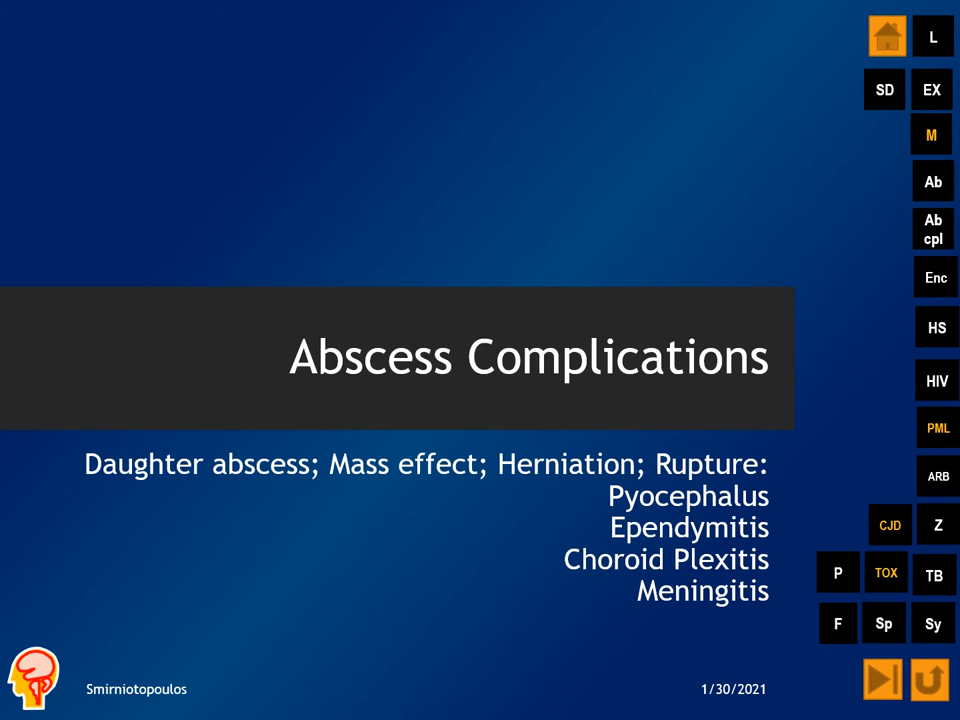 L
SD EX
M
Ab
Ab
cpl
Enc
HS
HIV
Abscess Complications
PML
Daughter abscess; Mass effect; Herniation; Rupture:
ARB
Pyocephalus
Ependymitis
CJD Z
Choroid Plexitis
P TOX TB
Meningitis
F Sp Sy
Smirniotopoulos 1/30/2021